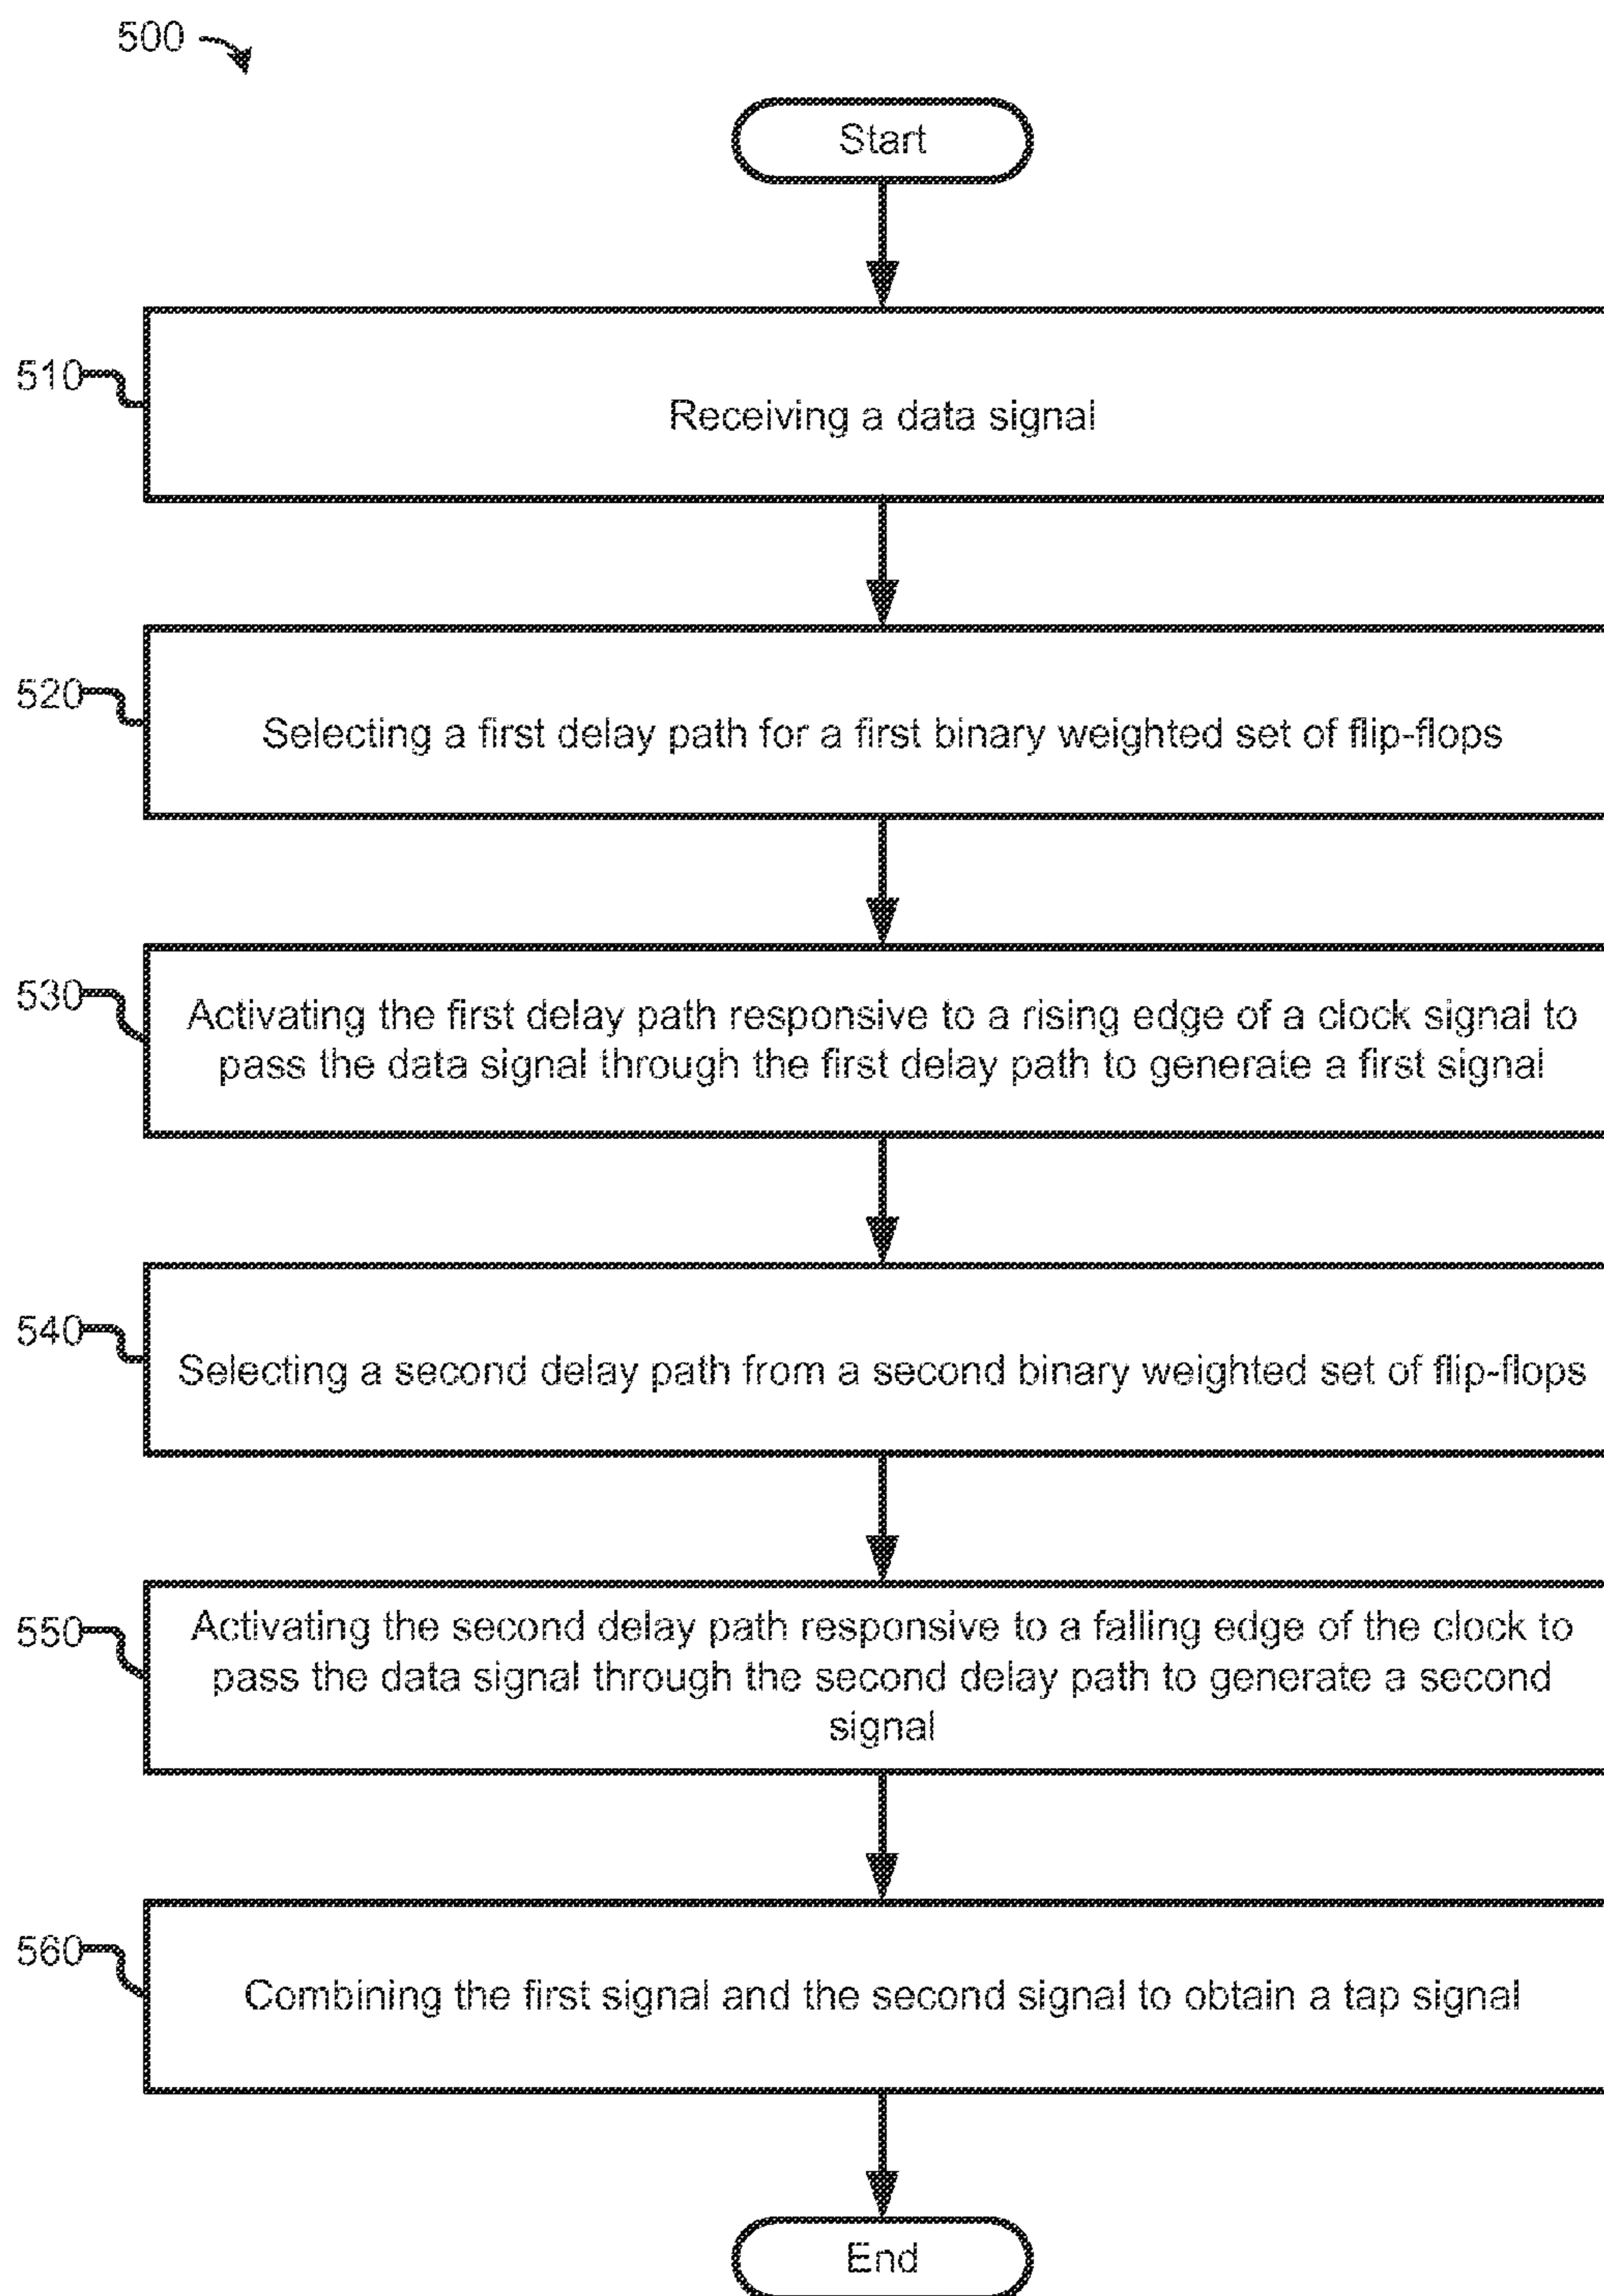 500
Start
510
Receiving a data signal
520
Selecting a first delay path for a first binary weighted set of flip-flops
530
Activating the first delay path responsive to a rising edge of a clock signal to
pass the data signal through the first delay path to generate a first signal
540
Selecting a second delay path from a second binary weighted set of flip-flops
550
Activating the second delay path responsive to a falling edge of the clock to
pass the data signal through the second delay path to generate a second
signal
560
Combining the first signal and the second signal to obtain a tap signal
End